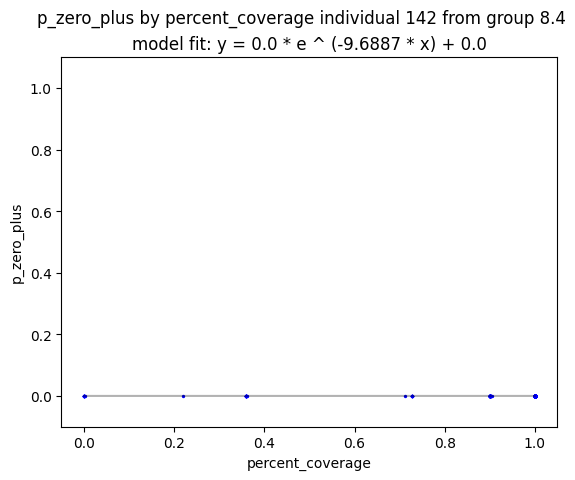 p_zero_plus by percent_coverage individual 142 from group 8.4
model fit: y = 0.0 * e ^ (-9.6887 * x) + 0.0
1.0
0.8
0.6
0.4
0.2
0.0
p_zero_plus
0.0 0.2 0.4 0.6 0.8 1.0
percent_coverage